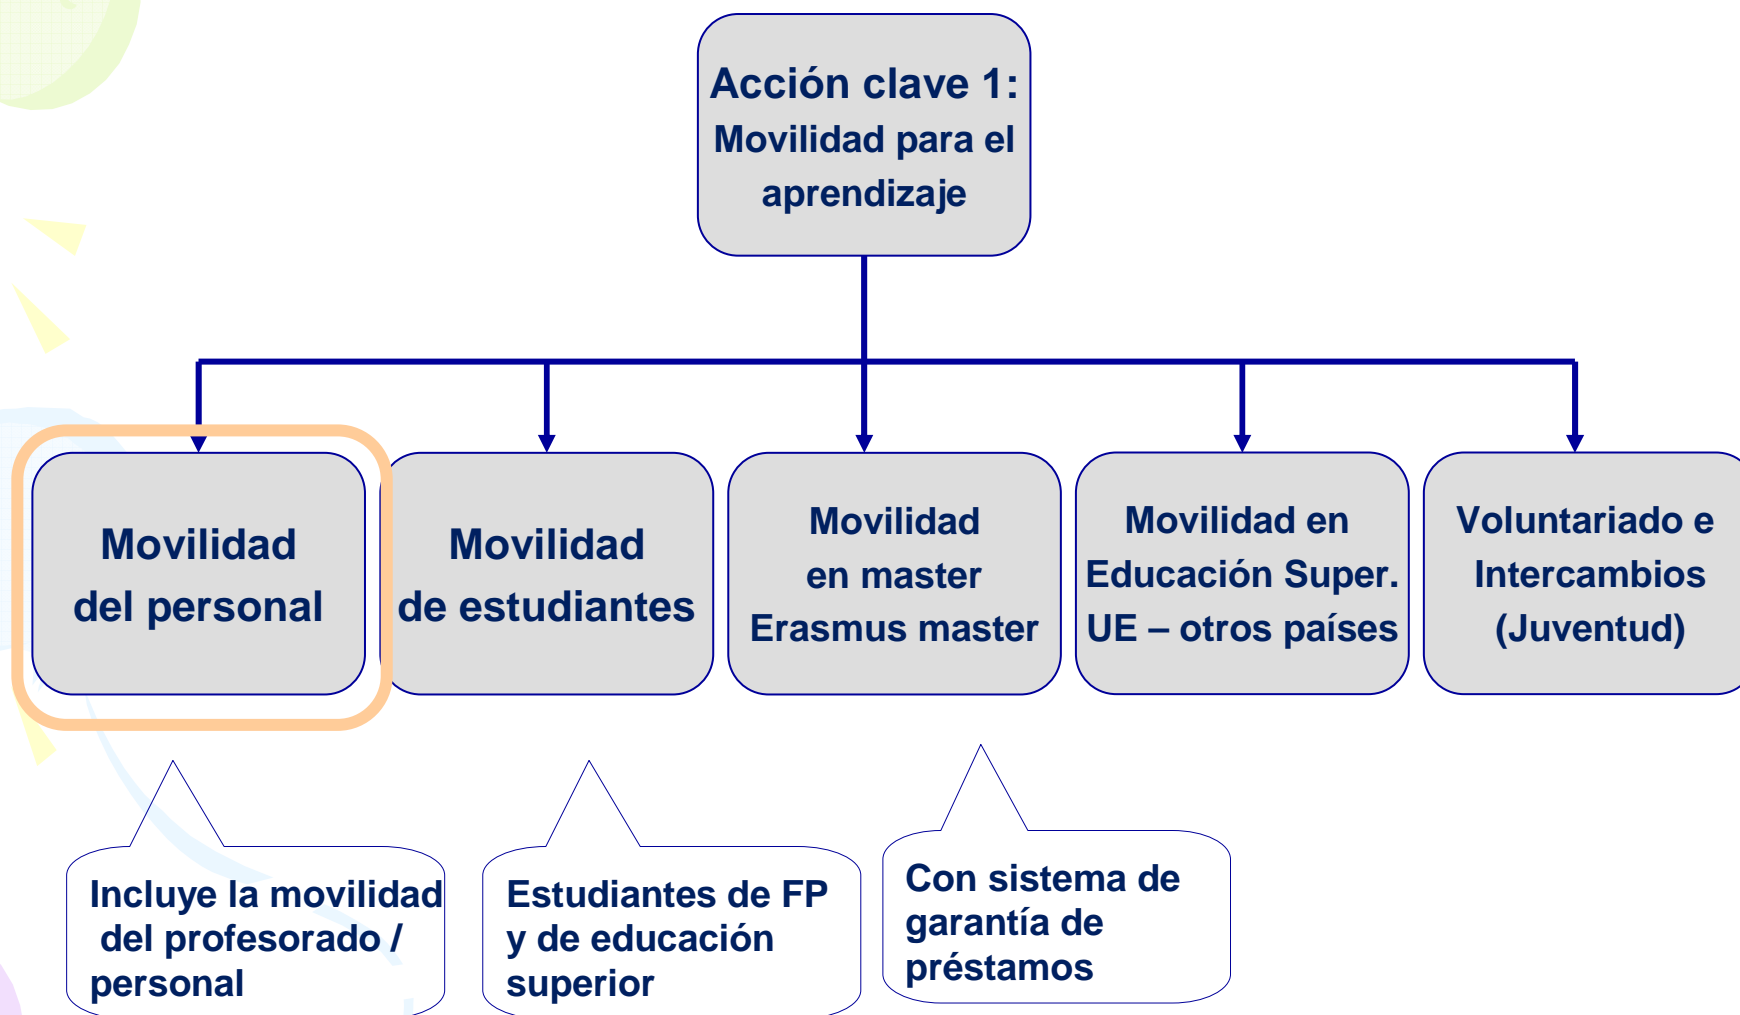 Acción clave 1:
Movilidad para el
aprendizaje
Movilidad
del personal
Movilidad
de estudiantes
Movilidad
en master
Erasmus master
Movilidad en
Educación Super.
UE – otros países
Voluntariado e
Intercambios
(Juventud)
Incluye la movilidad
del profesorado /
personal
Estudiantes de FP
y de educación
superior
Con sistema de
garantía de
préstamos